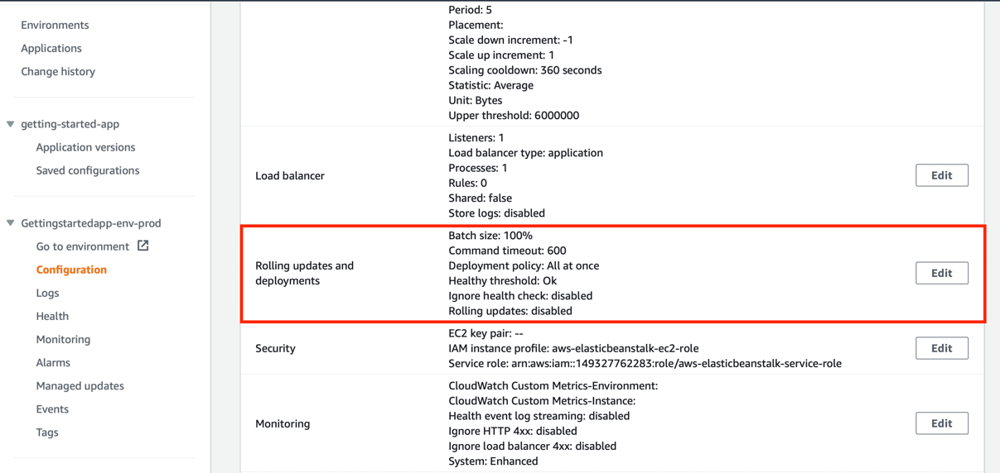 Environments
Applications
Change history
getting-started-app
Application versions
Saved configurations
Gettingstartedapp-env-prod
Go to environment
Configuration
Logs
Health
Monitoring
Alarms
Managed updates
Events
Tags
Period: 5
Placement:
Scale down increment: -1
Scale up increment: 1
Scaling cooldown: 360 seconds
Statistic: Average
Unit: Bytes
Upper threshold: 6000000
Load balancer
Listeners: 1
Load balancer type: application
Processes: 1
Rules: 0
Shared: false
Store logs: disabled
Edit
Rolling updates and
deployments
Batch size: 100%
Command timeout: 600
Deployment policy: All at once
Healthy threshold: Ok
Ignore health check: disabled
Rolling updates: disabled
Edit
Security
EC2 key pair: --
IAM instance profile: aws-elasticbeanstalk-ec2-role
Service role: arn:aws:iam::149327762283:role/aws-elasticbeanstalk-service-role
Edit
Monitoring
CloudWatch Custom Metrics-Environment:
CloudWatch Custom Metrics-Instance:
Health event log streaming: disabled
Ignore HTTP 4xx: disabled
Ignore load balancer 4xx: disabled
System: Enhanced
Edit